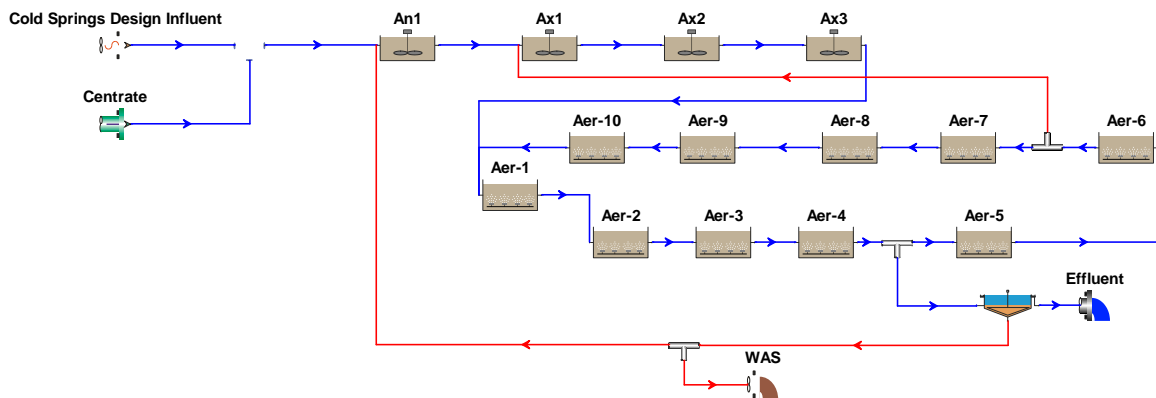 Cold Springs Design Influent
An1
Ax1
Ax2
Ax3
Centrate
Aer-10
Aer-9
Aer-8
Aer-7
Aer-6
Aer-1
Aer-2
Aer-3
Aer-4
Aer-5
Effluent
WAS